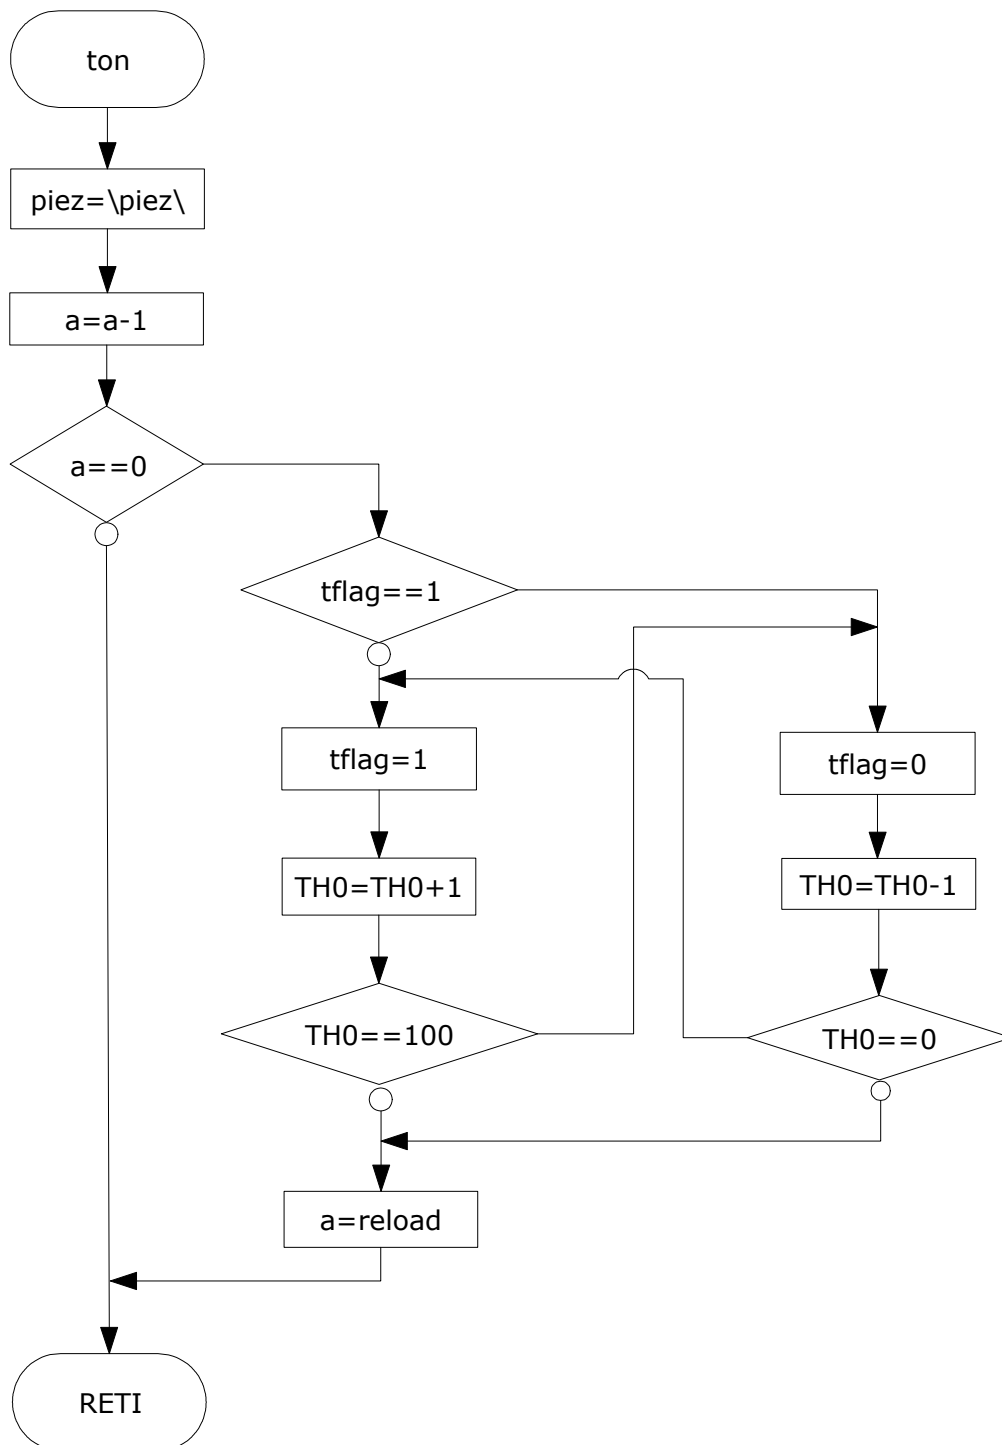 ton
piez=\piez\
a=a-1
a==0
tflag==1
tflag=1
tflag=0
TH0=TH0+1
TH0=TH0-1
TH0==100
TH0==0
a=reload
RETI